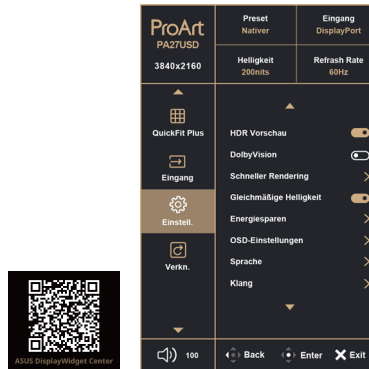 ProArt
PA27USD
3840x2160
Preset
Nativer
Eingang
DisplayPort
Helligkeit
200nits
Refrash Rate
60Hz
QuickFit Plus
Eingang
Einstell.
Verkn.
HDR Vorschau
DolbyVision
Schneller Rendering
Gleichmäßige Helligkeit
Energiesparen
OSD-Einstellungen
Sprache
Klang
100
Back
Enter
Exit
ASUS DisplayWidget Center